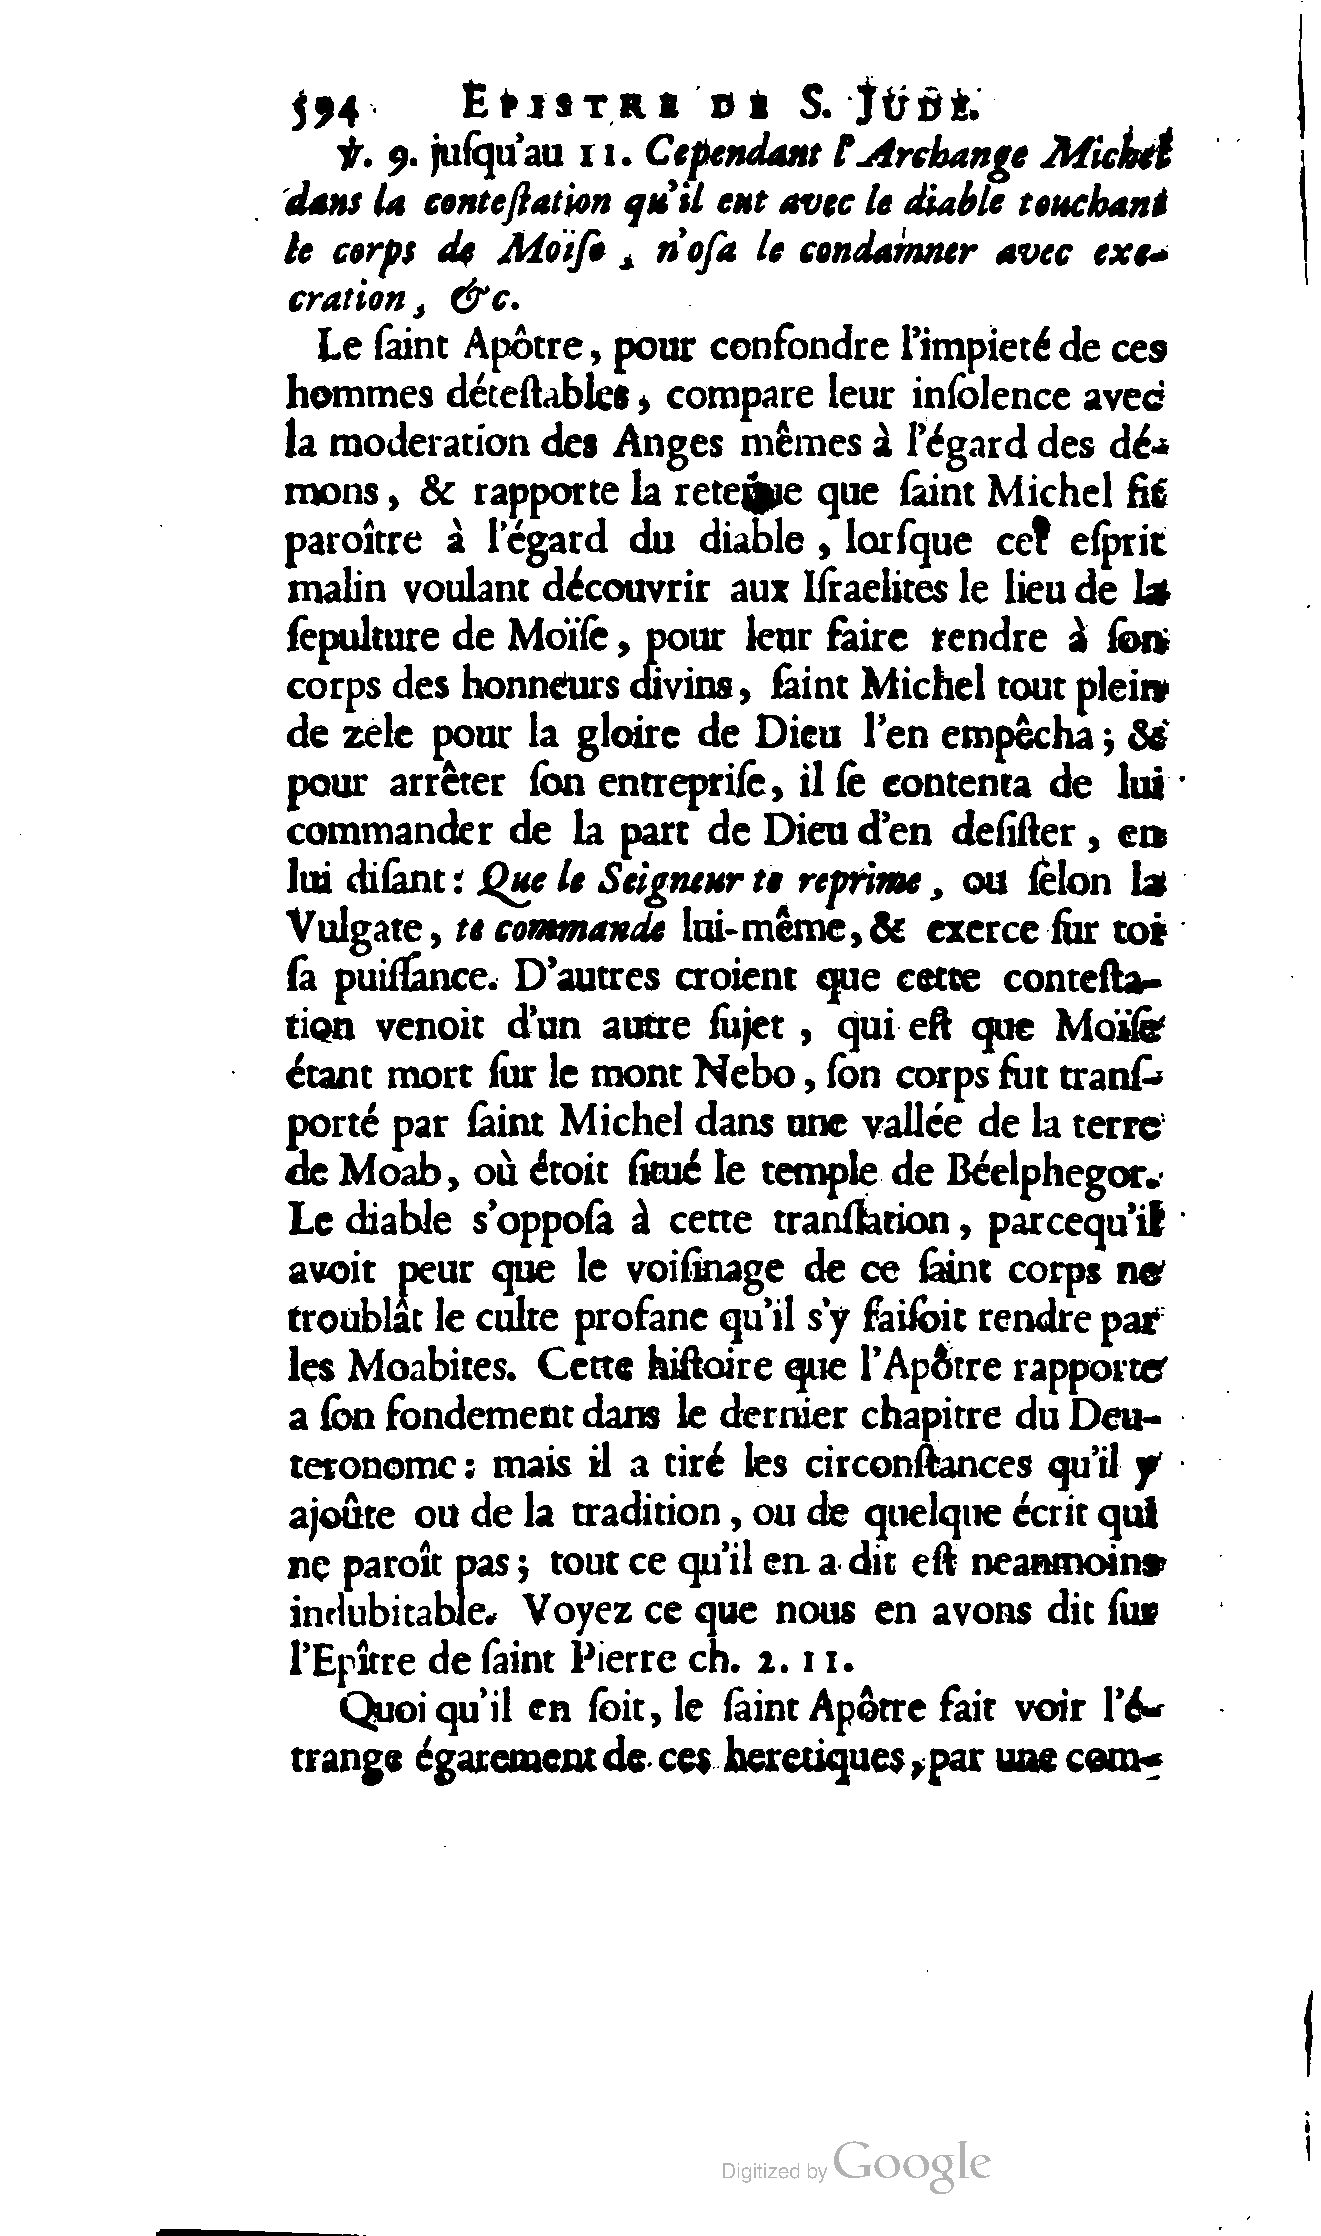 594 EPISTRE DE S. JUDE.
℣. 9. juſqu'au 11. Cependant l'Archange Michel
dans la conteſtation qu'il eut avec le diable touchant
le corps de Moïſe, n'oſa le condamner avec exe-
cration, &c.
Le ſaint Apôtre, pour confondre l'impieté de ces
hommes déteſtables, compare leur inſolence avec
la moderation des Anges mêmes à l'égard des dé-
mons, & rapporte la retenue que ſaint Michel fit
paroître à l'égard du diable, lorſque cet eſprit
malin voulant découvrir aux Iſraelites le lieu de la
ſepulture de Moïſe, pour leur faire rendre à ſon
corps des honneurs divins, ſaint Michel tout plein
de zele pour la gloire de Dieu l'en empêcha; &
pour arrêter ſon entrepriſe, il ſe contenta de lui
commander de la part de Dieu d'en deſiſter, en
lui diſant: Que le Seigneur te reprime, ou ſelon la
Vulgate, te commande lui-même, & exerce ſur toi
ſa puiſſance. D'autres croient que cette conteſta-
tion venoit d'un autre ſujet, qui eſt que Moïſe
étant mort ſur le mont Nebo, ſon corps fut tranſ-
porté par ſaint Michel dans une vallée de la terre
de Moab, où étoit ſitué le temple de Béelphegor.
Le diable s'oppoſa à cette tranſlation, parcequ'il
avoit peur que le voiſinage de ce ſaint corps ne
troublât le culte profane qu'il s'y faiſoit rendre par
les Moabites. Cette hiſtoire que l'Apôtre rapporte
a ſon fondement dans le dernier chapitre du Deu-
teronome: mais il a tiré les circonſtances qu'il y
ajoûte ou de la tradition, ou de quelque écrit qui
ne paroît pas; tout ce qu'il en a dit eſt neanmoins
indubitable. Voyez ce que nous en avons dit ſur
l'Epître de ſaint Pierre ch. 2. 11.
Quoi qu'il en ſoit, le ſaint Apôtre fait voir l'é-
trange égarement de ces heretiques, par une com-
Digitized by Google